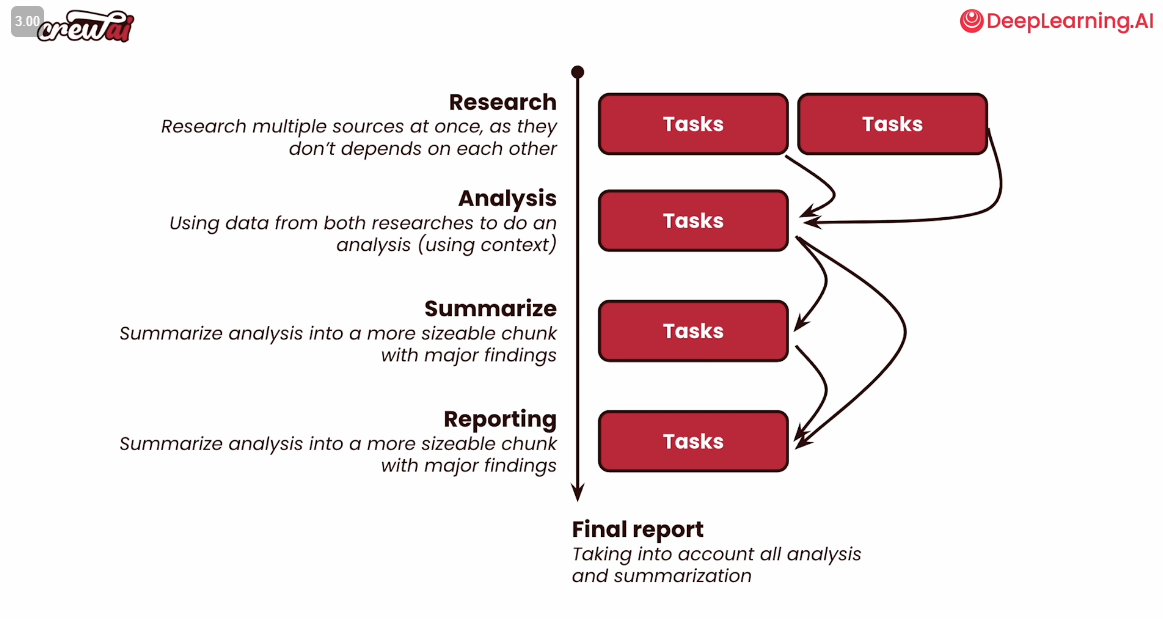 3.00
crewai
DeepLearning.AI
Research
Research multiple sources at once, as they
don't depends on each other
Tasks
Tasks
Analysis
Using data from both researches to do an
analysis (using context)
Tasks
Summarize
Summarize analysis into a more sizeable chunk
with major findings
Tasks
Reporting
Summarize analysis into a more sizeable chunk
with major findings
Tasks
Final report
Taking into account all analysis
and summarization